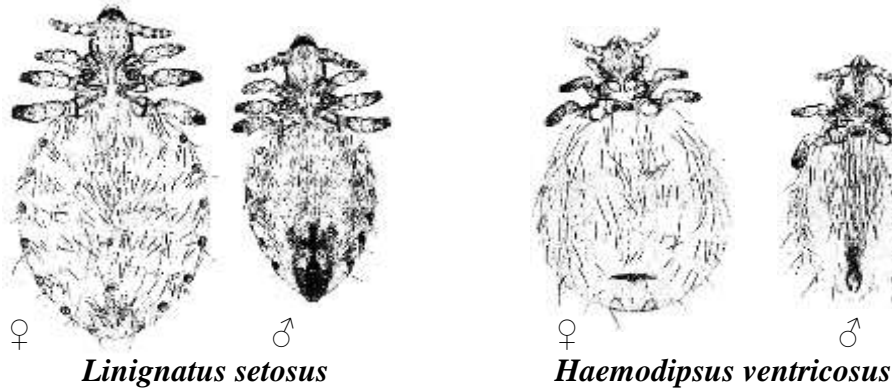 ♀ ♂ ♀ ♂
Linignatus setosus Haemodipsus ventricosus